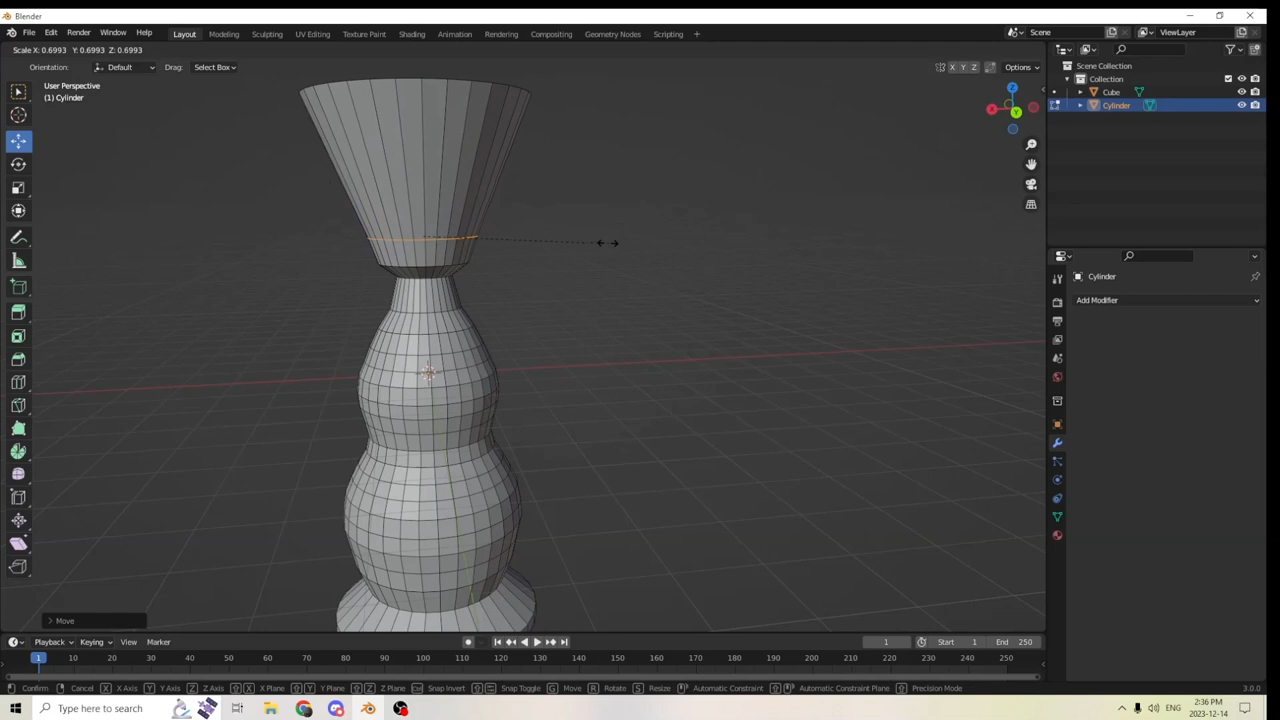 Blender
File Edit Render Window Help Layout Modeling Sculpting UV Editing Texture Paint Shading Animation Rendering Compositing Geometry Nodes Scripting + Scene ViewLayer
Scale X: 0.6993 Y: 0.6993 Z: 0.6993
Orientation: Default Drag: Select Box X Y Z Options
Scene Collection
Collection
Cube
Cylinder
User Perspective
(1) Cylinder
X Y Z
Cylinder
Add Modifier
> Move
Playback Keying View Marker 1 Start 1 End 250
1 10 20 30 40 50 60 70 80 90 100 110 120 130 140 150 160 170 180 190 200 210 220 230 240 250
Confirm Cancel X X Axis Y Y Axis Z Z Axis X X Plane Y Y Plane Z Z Plane Snap Invert Snap Toggle G Move R Rotate S Resize Automatic Constraint Automatic Constraint Plane Precision Mode 3.0.0
Type here to search ENG 2:36 PM
2023-12-14